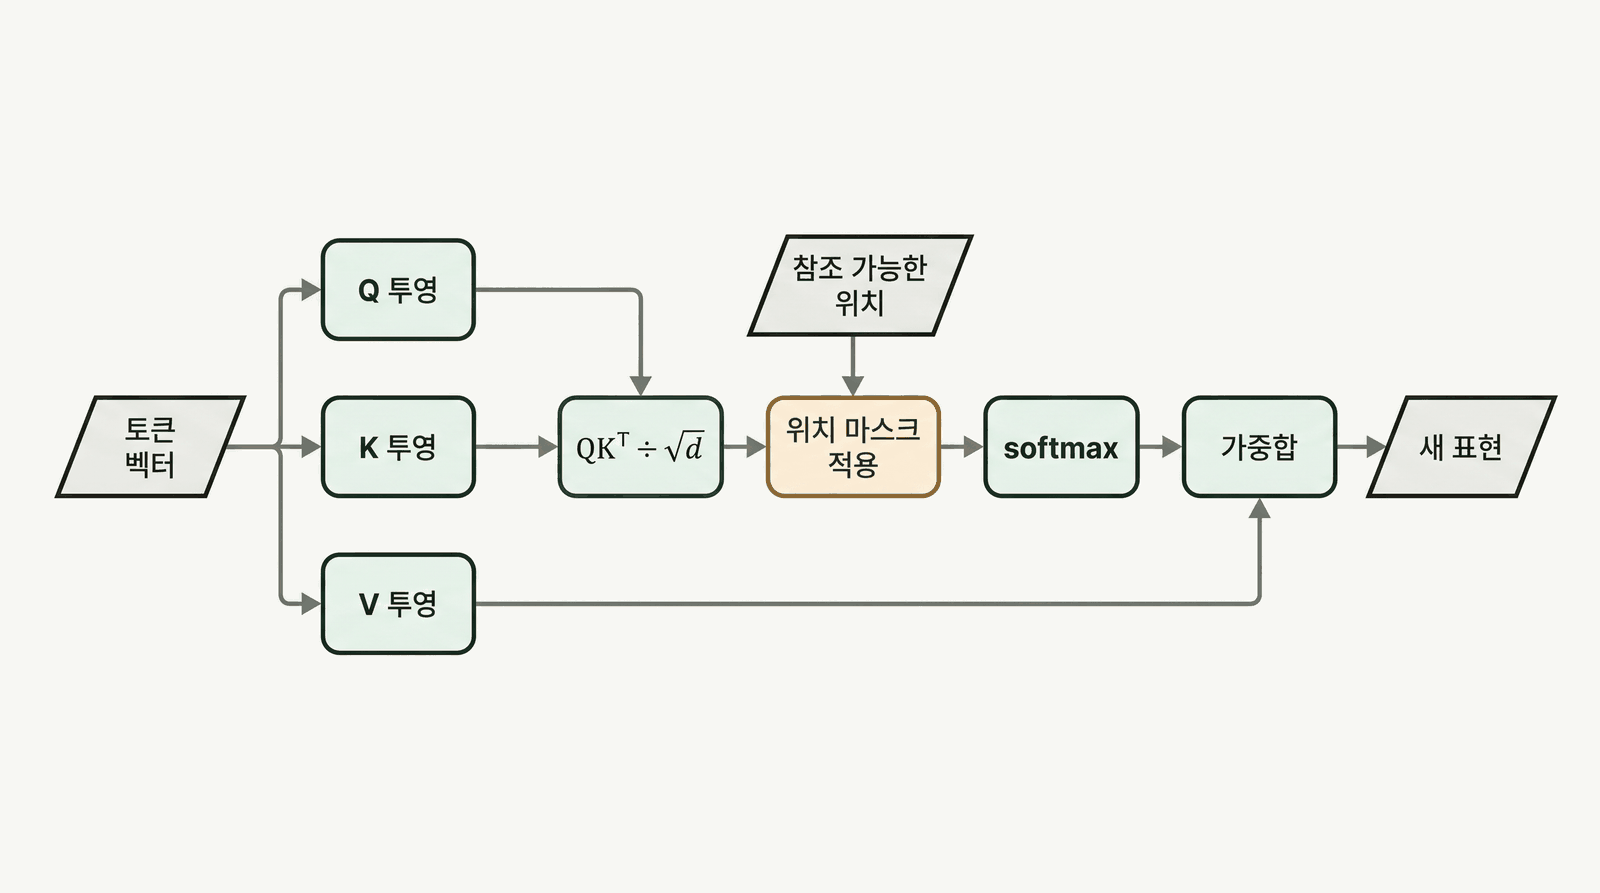 토큰
벡터
Q 투영
K 투영
V 투영
QKᵀ ÷ √d
참조 가능한
위치
위치 마스크
적용
softmax
가중합
새 표현